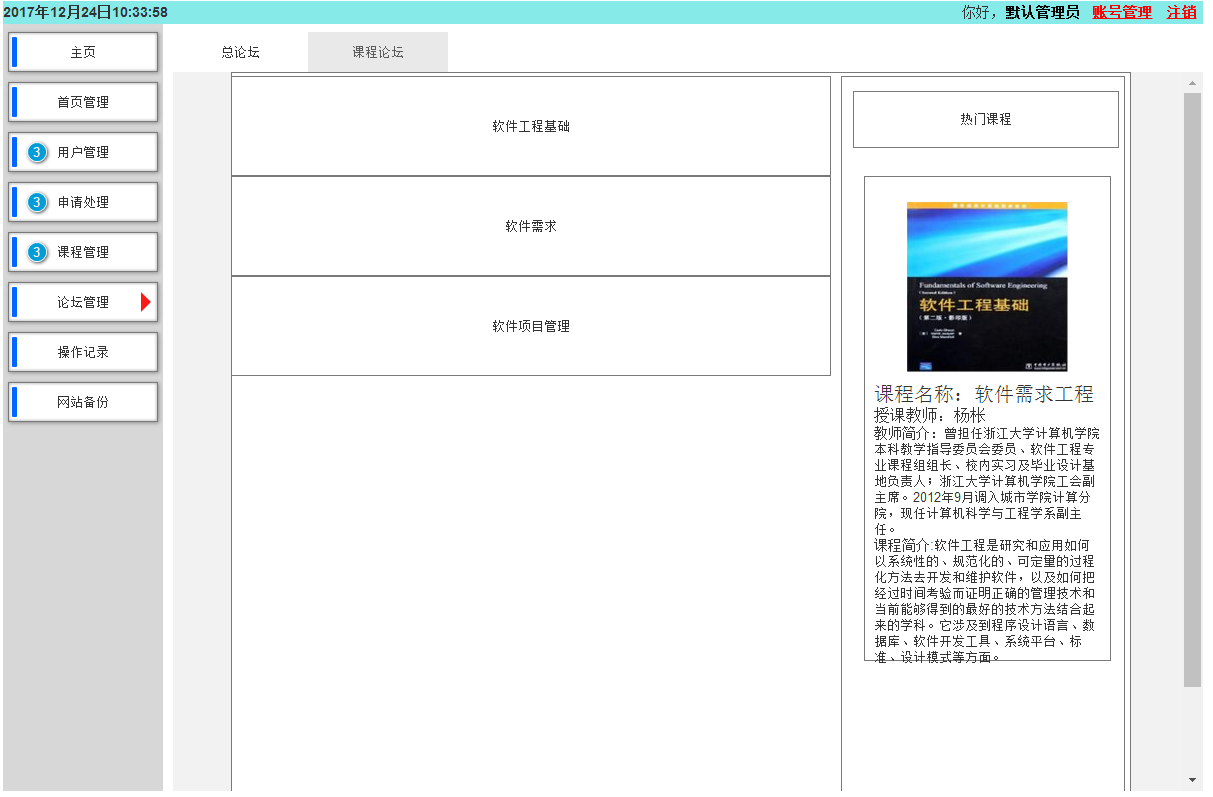 2017年12月24日10:33:58
你好，默认管理员 账号管理 注销
主页
首页管理
3 用户管理
3 申请处理
3 课程管理
论坛管理
操作记录
网站备份
总论坛 课程论坛
软件工程基础
软件需求
软件项目管理
热门课程
Fundamentals of Software Engineering
(Second Edition)
软件工程基础
（第二版·影印版）
课程名称：软件需求工程
授课教师：杨枨
教师简介：曾担任浙江大学计算机学院
本科教学指导委员会委员、软件工程专
业课程组组长、校内实习及毕业设计基
地负责人；浙江大学计算机学院工会副
主席。2012年9月调入城市学院计算分
院，现任计算机科学与工程学系副主
任。
课程简介:软件工程是研究和应用如何
以系统性的、规范化的、可定量的过程
化方法去开发和维护软件，以及如何把
经过时间考验而证明正确的管理技术和
当前能够得到的最好的技术方法结合起
来的学科。它涉及到程序设计语言、数
据库、软件开发工具、系统平台、标
准、设计模式等方面。